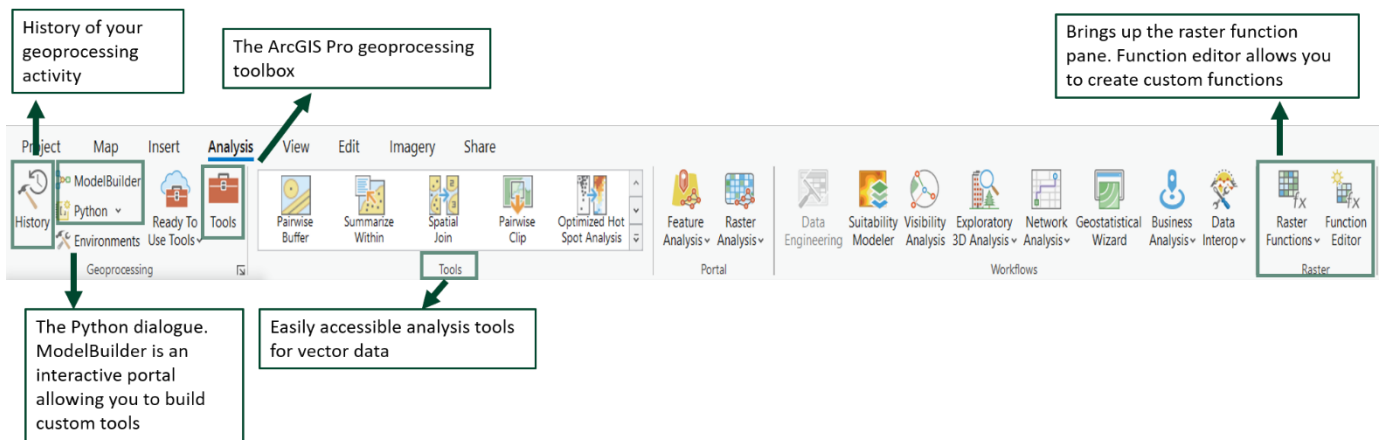 History of your
geoprocessing
activity
The ArcGIS Pro geoprocessing
toolbox
Brings up the raster function
pane. Function editor allows you
to create custom functions
Project Map Insert Analysis View Edit Imagery Share
History
ModelBuilder
Python
Environments
Ready To
Use Tools
Tools
Geoprocessing
Pairwise
Buffer
Summarize
Within
Spatial
Join
Pairwise
Clip
Optimized Hot
Spot Analysis
Tools
Feature
Analysis
Raster
Analysis
Portal
Data
Engineering
Suitability
Modeler
Visibility
Analysis
Exploratory
3D Analysis
Network
Analysis
Geostatistical
Wizard
Business
Analysis
Data
Interop
Workflows
Raster
Functions
Function
Editor
Raster
The Python dialogue.
ModelBuilder is an
interactive portal
allowing you to build
custom tools
Easily accessible analysis tools
for vector data